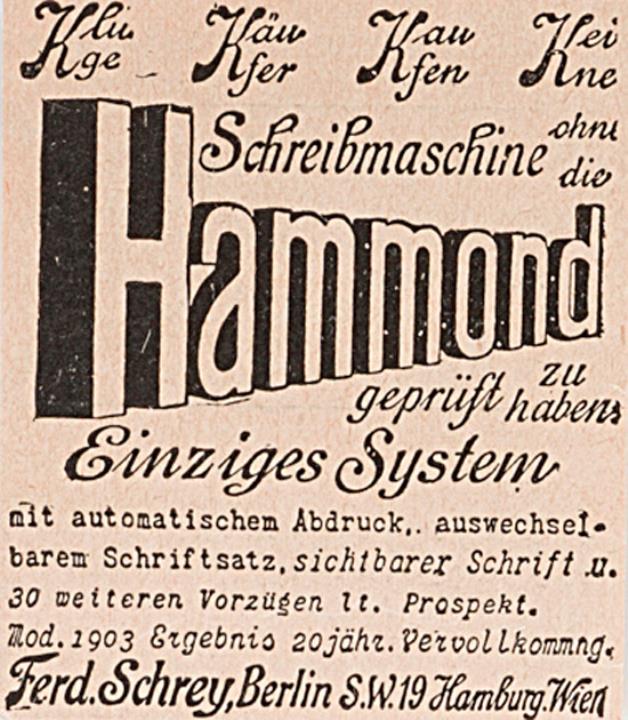 Kluge Käufer Kaufen Keine
Schreibmaschine ohne die
Hammond
geprüft zu haben
Einziges System
mit automatischem Abdruck,. auswechsel-
barem Schriftsatz, sichtbarer Schrift u.
30 weiteren Vorzügen lt. Prospekt.
Mod. 1903 Ergebnis 20jähr. Vervollkommng.
Ferd. Schrey, Berlin S.W.19 Hamburg. Wien